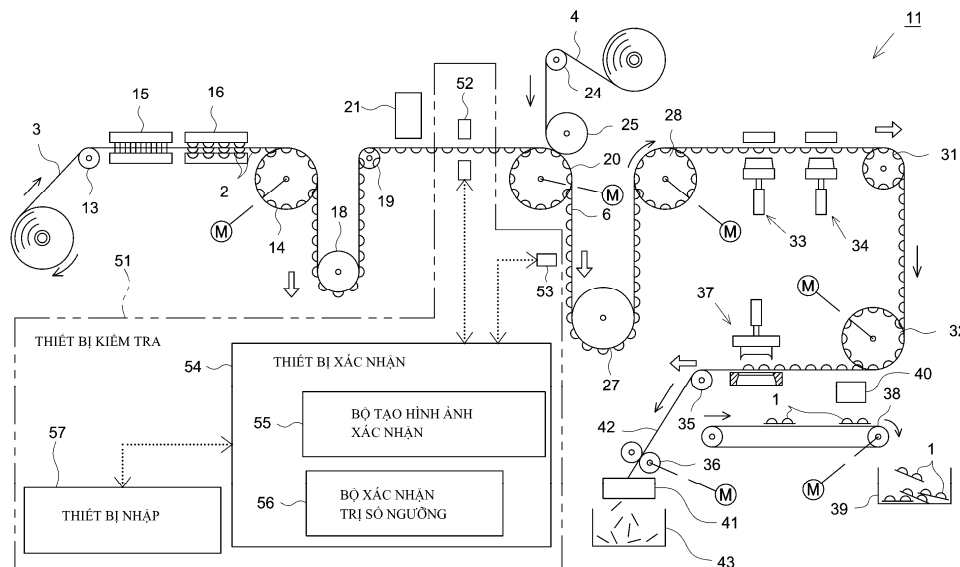 11
4
52
15
16
21
24
3
25
28
20
31
M
6
13
2
19
18
33
34
M
14
M
M
53
51
37
M
THIẾT BỊ KIỂM TRA
32
54
THIẾT BỊ XÁC NHẬN
27
40
1
38
35
55
BỘ TẠO HÌNH ẢNH
XÁC NHẬN
42
57
36
1
56
BỘ XÁC NHẬN
TRỊ SỐ NGƯỠNG
M
M
THIẾT BỊ NHẬP
41
39
43